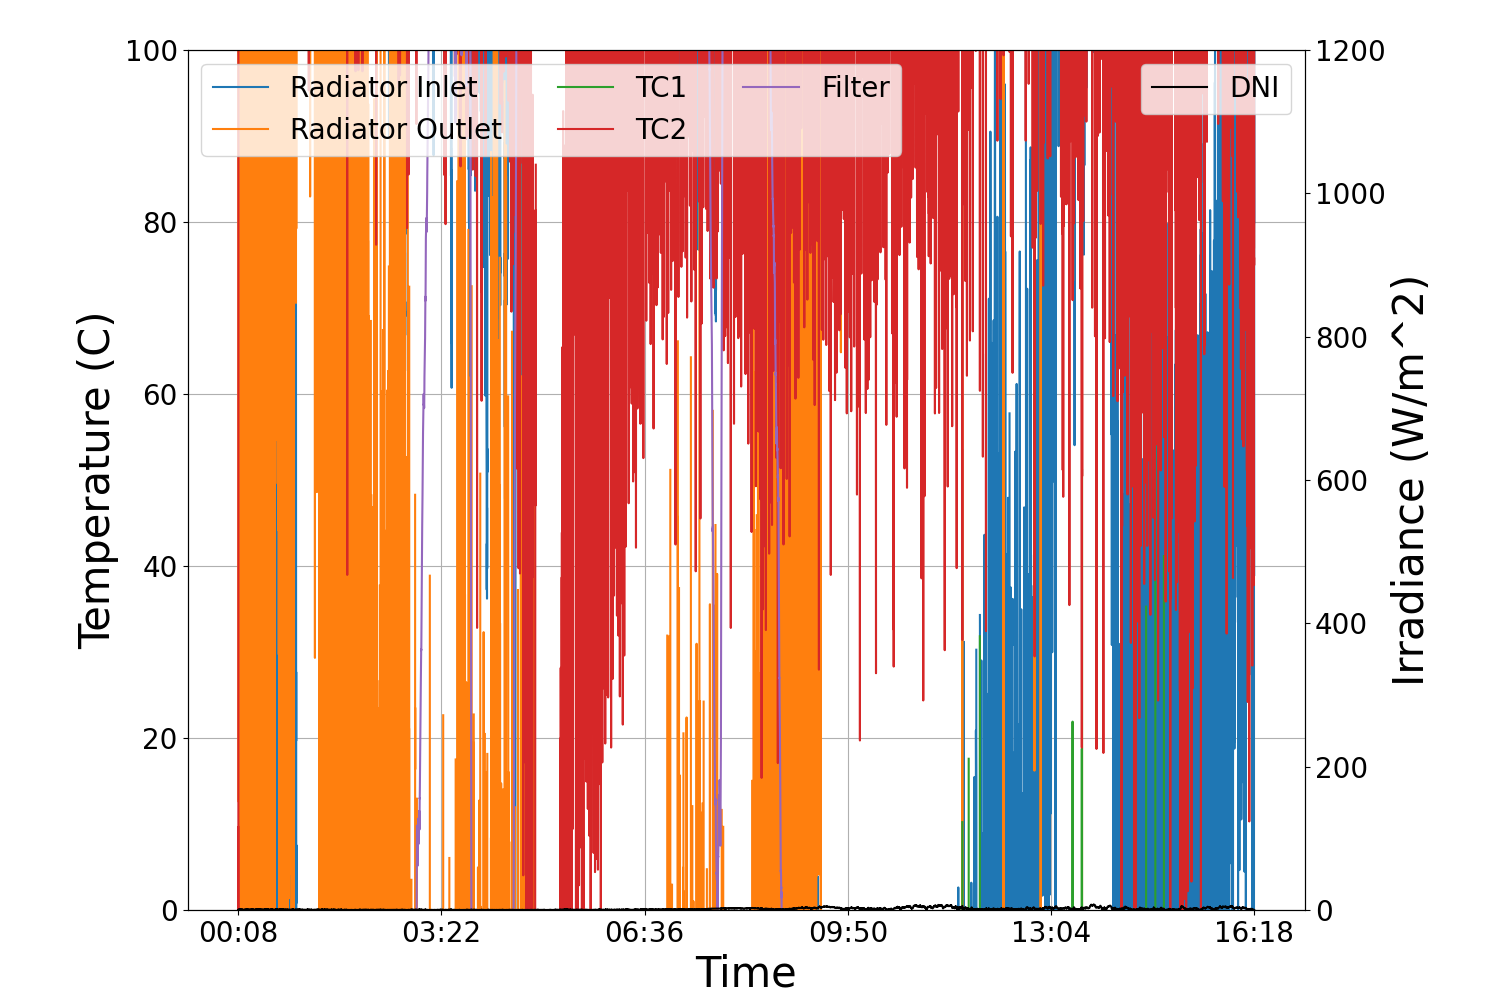 100
80
60
40
20
0
Temperature (C)
Radiator Inlet
Radiator Outlet
TC1
TC2
Filter
DNI
1200
1000
800
600
400
200
0
Irradiance (W/m^2)
00:08
03:22
06:36
09:50
13:04
16:18
Time